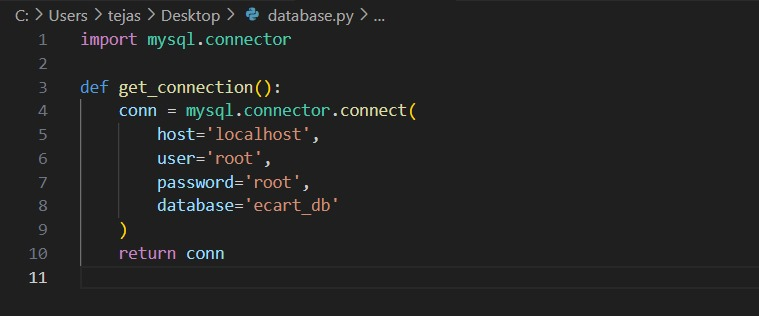 C: > Users > tejas > Desktop > database.py > ...
1 import mysql.connector
2
3 def get_connection():
4     conn = mysql.connector.connect(
5         host='localhost',
6         user='root',
7         password='root',
8         database='ecart_db'
9     )
10     return conn
11